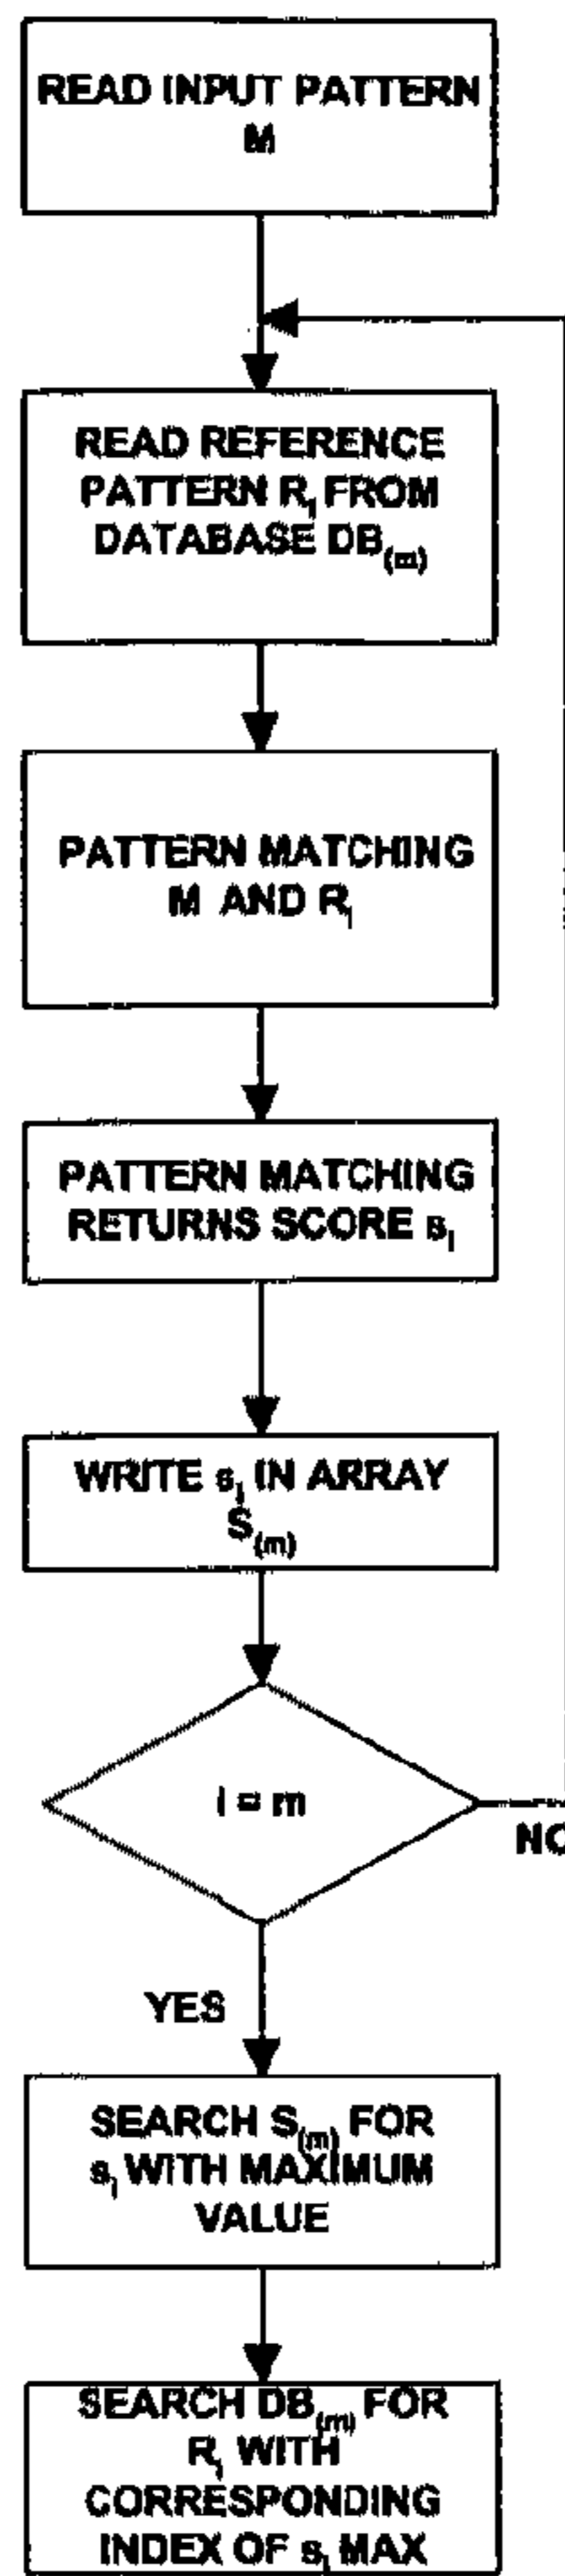 READ INPUT PATTERN
M
READ REFERENCE
PATTERN Ri FROM
DATABASE DB(m)
PATTERN MATCHING
M AND Ri
PATTERN MATCHING
RETURNS SCORE si
WRITE si IN ARRAY
S(m)
i = m
NO
YES
SEARCH S(m) FOR
si WITH MAXIMUM
VALUE
SEARCH DB(m) FOR
Ri WITH
CORRESPONDING
INDEX OF si MAX